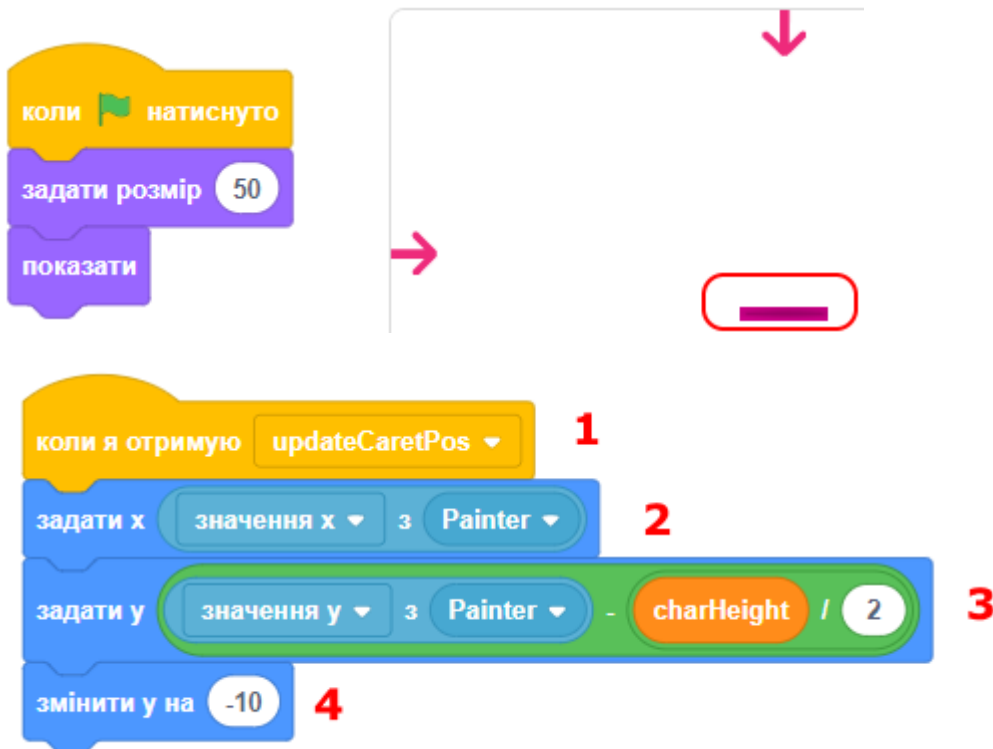 коли натиснуто
задати розмір 50
показати
коли я отримую updateCaretPos 1
задати x значення x з Painter 2
задати y значення y з Painter - charHeight / 2 3
змінити y на -10 4